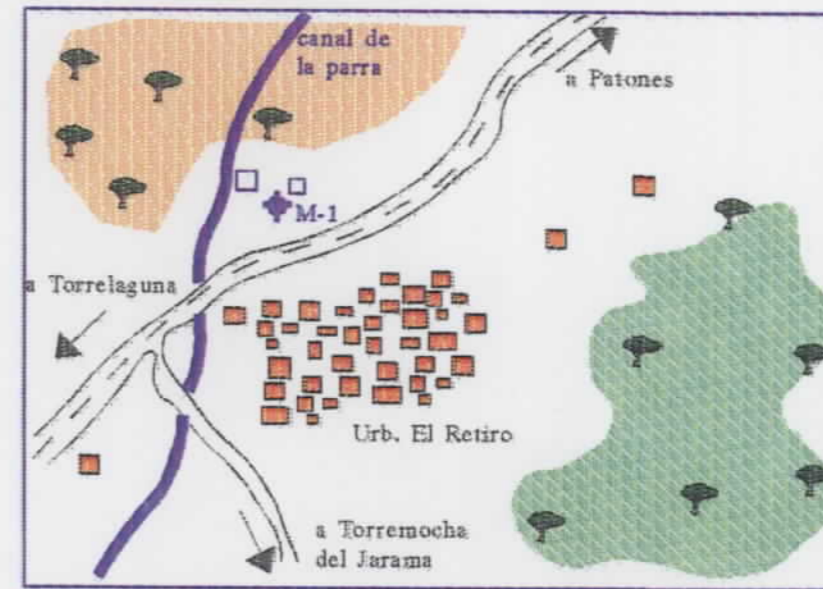 canal de
la parra
a Patones
M-1
a Torrelaguna
Urb. El Retiro
a Torremocha
del Jarama